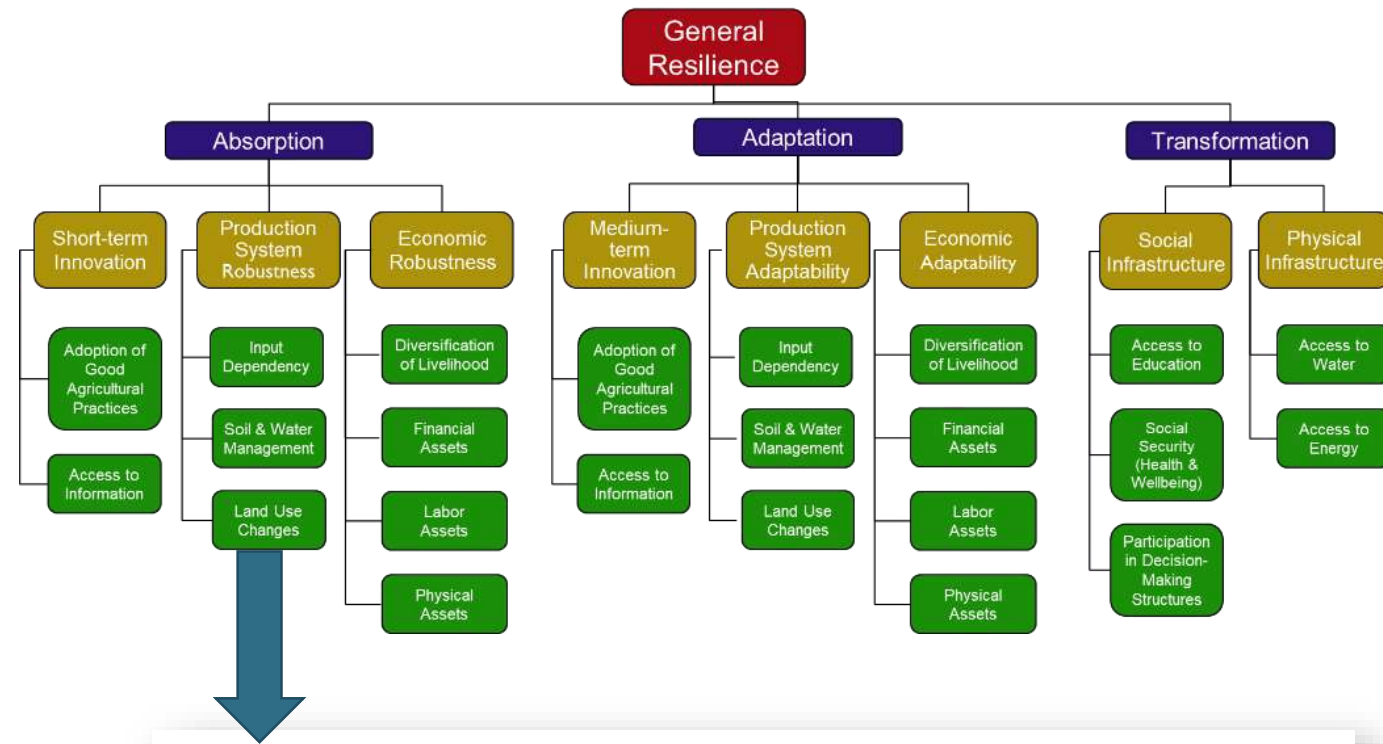 General
Resilience
Absorption
Adaptation
Transformation
Short-term
Innovation
Production
System
Robustness
Economic
Robustness
Medium-
term
Innovation
Production
System
Adaptability
Economic
Adaptability
Social
Infrastructure
Physical
Infrastructure
Adoption of
Good
Agricultural
Practices
Access to
Information
Input
Dependency
Soil & Water
Management
Land Use
Changes
Diversification
of Livelihood
Financial
Assets
Labor
Assets
Physical
Assets
Adoption of
Good
Agricultural
Practices
Access to
Information
Input
Dependency
Soil & Water
Management
Land Use
Changes
Diversification
of Livelihood
Financial
Assets
Labor
Assets
Physical
Assets
Access to
Education
Social
Security
(Health &
Wellbeing)
Participation
in Decision-
Making
Structures
Access to
Water
Access to
Energy